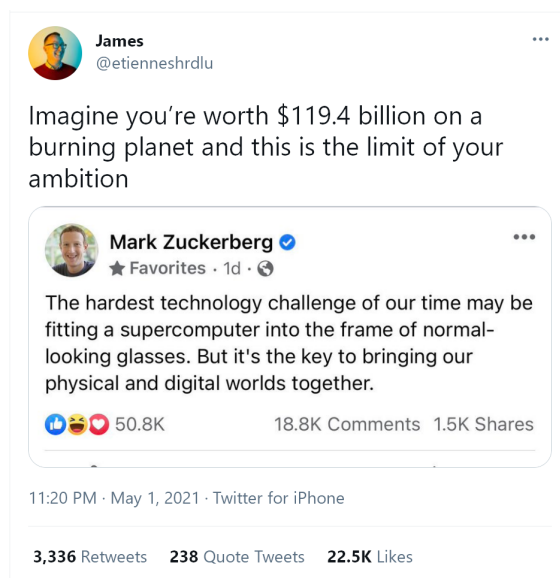 James
@etienneshrdlu
Imagine you’re worth $119.4 billion on a
burning planet and this is the limit of your
ambition
Mark Zuckerberg
Favorites · 1d ·
The hardest technology challenge of our time may be
fitting a supercomputer into the frame of normal-
looking glasses. But it's the key to bringing our
physical and digital worlds together.
50.8K 18.8K Comments 1.5K Shares
11:20 PM · May 1, 2021 · Twitter for iPhone
3,336 Retweets 238 Quote Tweets 22.5K Likes